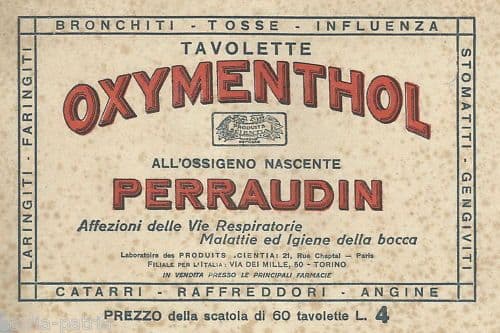 BRONCHITI - TOSSE - INFLUENZA
LARINGITI - FARINGITI
STOMATITI - GENGIVITI
TAVOLETTE
OXYMENTHOL
PRODUITS
ALL'OSSIGENO NASCENTE
PERRAUDIN
Affezioni delle Vie Respiratorie
Malattie ed Igiene della bocca
Laboratoire des PRODUITS SCIENTIA: 21, Rue Chaptal — Paris
FILIALE PER L'ITALIA: VIA DEI MILLE, 50 - TORINO
IN VENDITA PRESSO LE PRINCIPALI FARMACIE
CATARRI - RAFFREDDORI - ANGINE
PREZZO della scatola di 60 tavolette L. 4